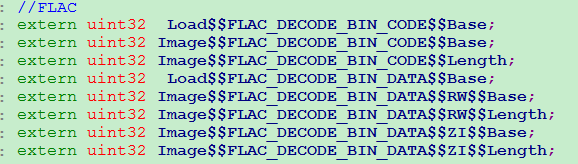 : //FLAC
: extern uint32  Load$$FLAC_DECODE_BIN_CODE$$Base;
: extern uint32 Image$$FLAC_DECODE_BIN_CODE$$Base;
: extern uint32 Image$$FLAC_DECODE_BIN_CODE$$Length;
: extern uint32  Load$$FLAC_DECODE_BIN_DATA$$Base;
: extern uint32 Image$$FLAC_DECODE_BIN_DATA$$RW$$Base;
: extern uint32 Image$$FLAC_DECODE_BIN_DATA$$RW$$Length;
: extern uint32 Image$$FLAC_DECODE_BIN_DATA$$ZI$$Base;
: extern uint32 Image$$FLAC_DECODE_BIN_DATA$$ZI$$Length;